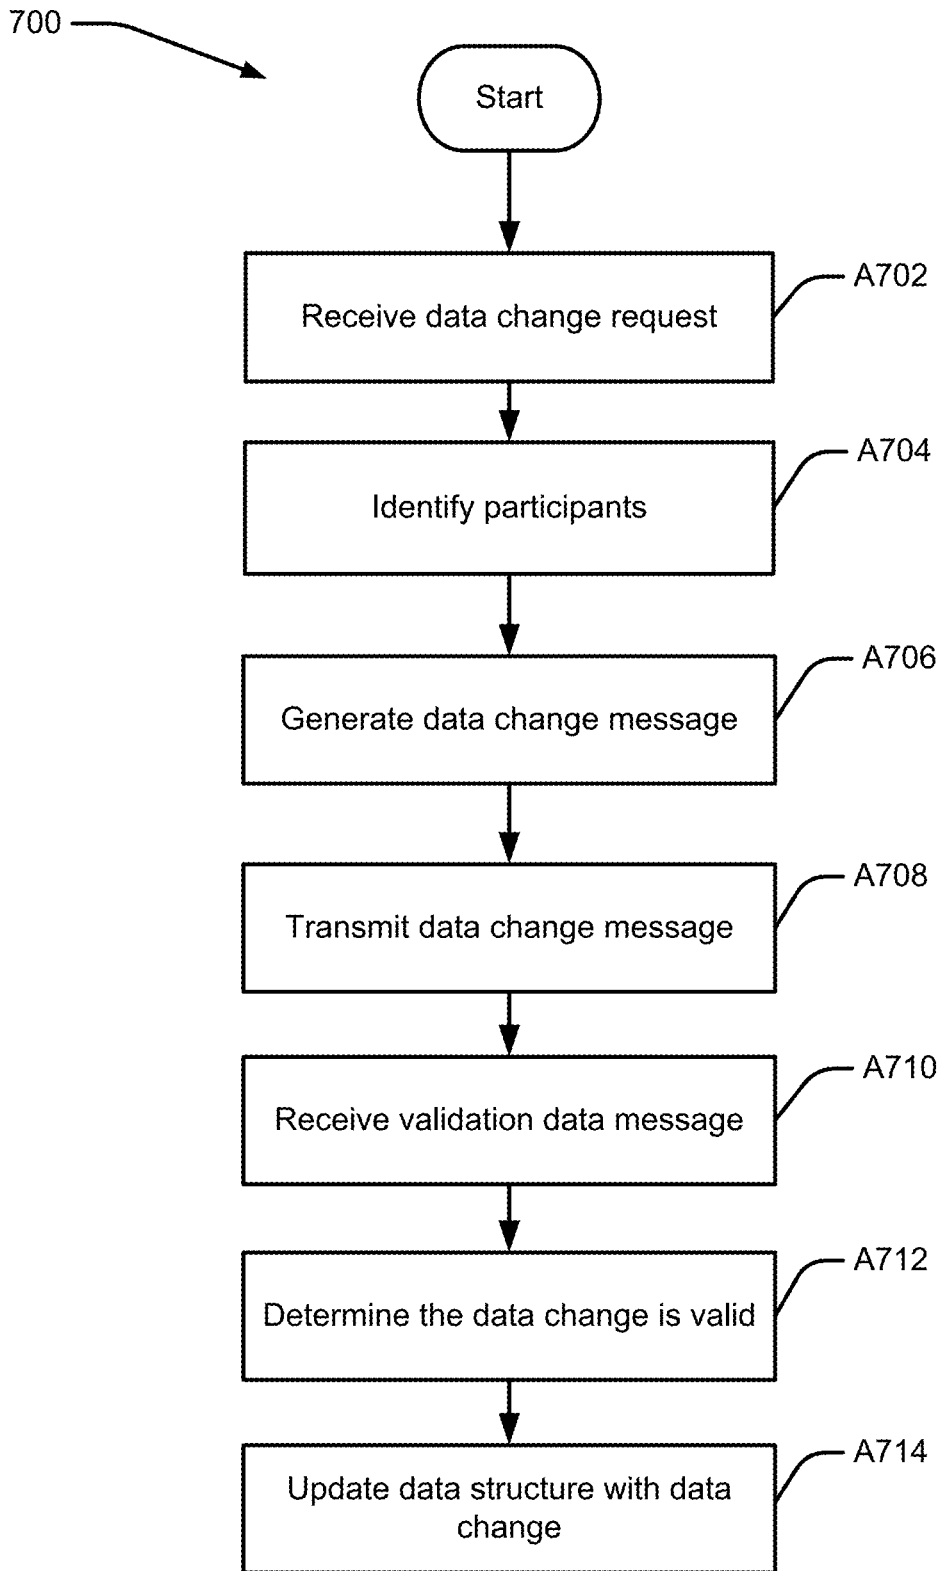 700
Start
A702
Receive data change request
A704
Identify participants
A706
Generate data change message
A708
Transmit data change message
A710
Receive validation data message
A712
Determine the data change is valid
A714
Update data structure with data
change